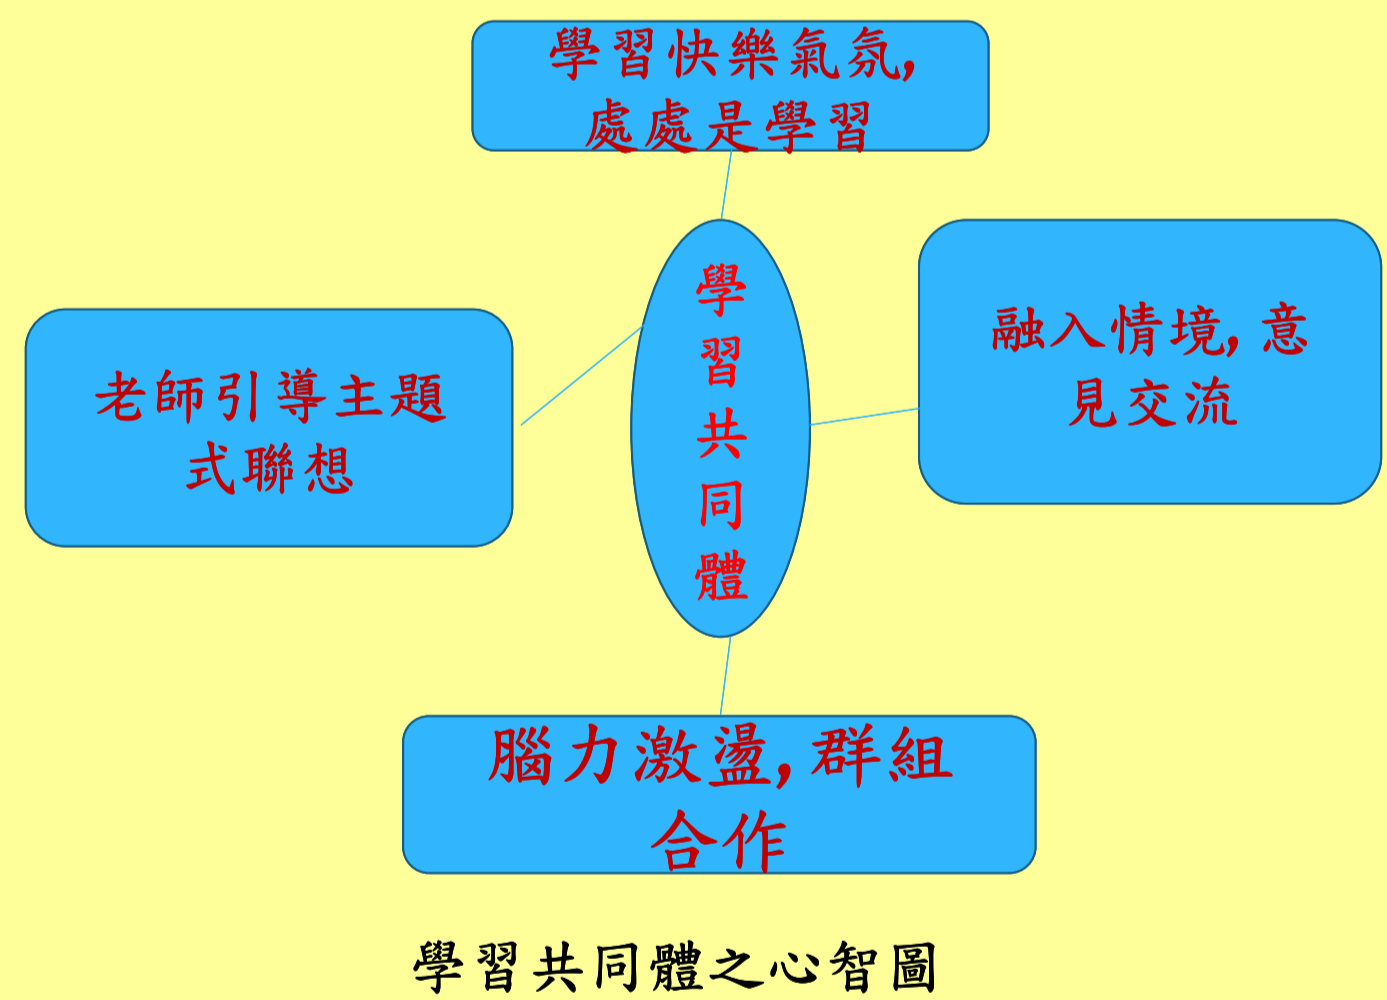 學習快樂氣氛,
處處是學習
學
習
共
同
體
融入情境,意
見交流
老師引導主題
式聯想
腦力激盪,群組
合作
學習共同體之心智圖